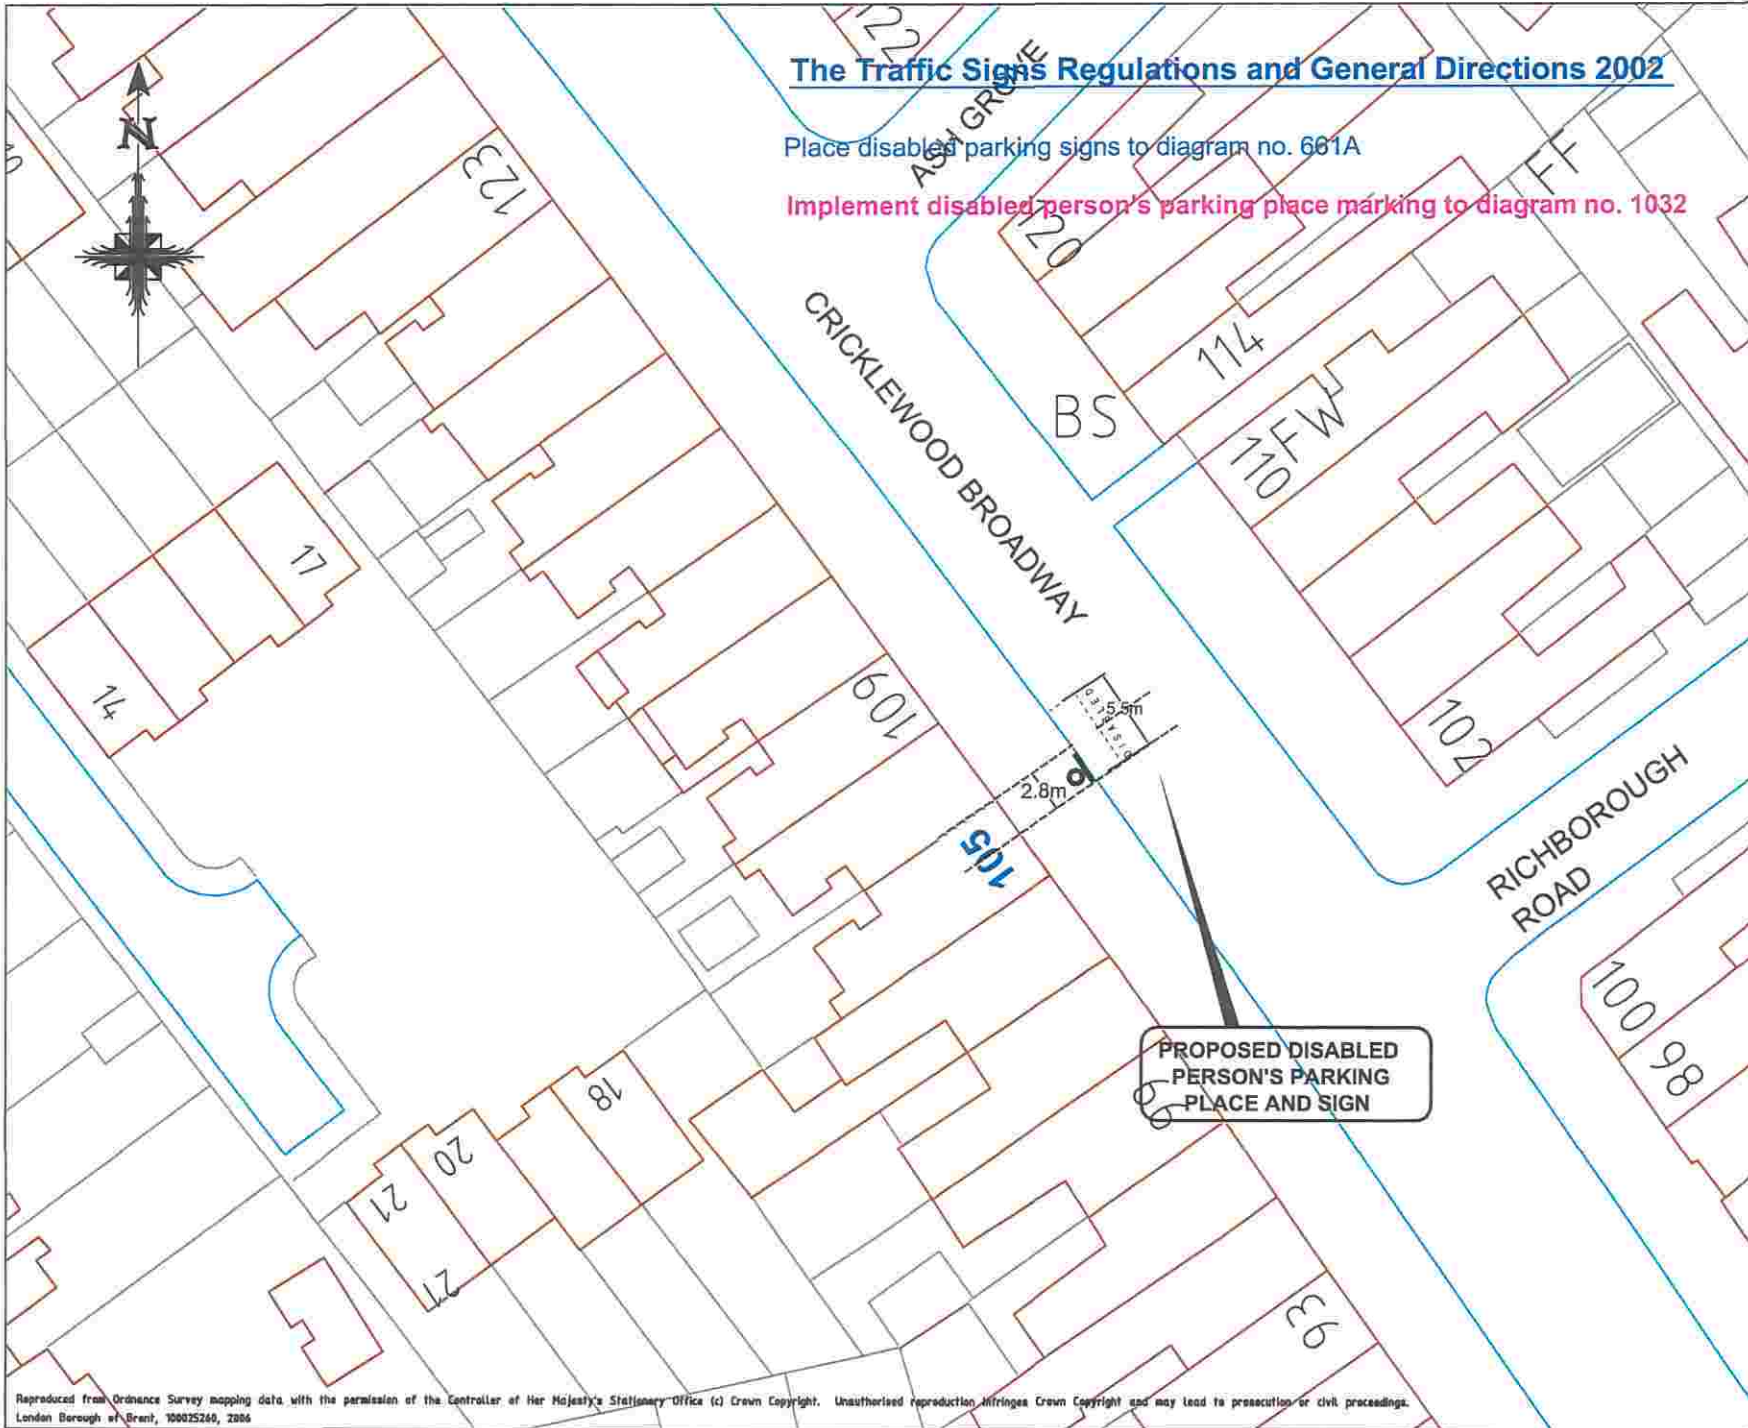 The Traffic Signs Regulations and General Directions 2002
Place disabled parking signs to diagram no. 661A
Implement disabled person's parking place marking to diagram no. 1032
N
122
ASH GROVE
123
120
FF
114
CRICKLEWOOD BROADWAY
BS
FW
110
17
14
109
DISABLED
5.5m
2.8m
102
105
RICHBOROUGH
ROAD
100
98
PROPOSED DISABLED
PERSON'S PARKING
PLACE AND SIGN
99
18
20
21
21
93
Reproduced from Ordnance Survey mapping data with the permission of the Controller of Her Majesty's Stationery Office (c) Crown Copyright. Unauthorised reproduction infringes Crown Copyright and may lead to prosecution or civil proceedings.
London Borough of Brent, 100025260, 2006